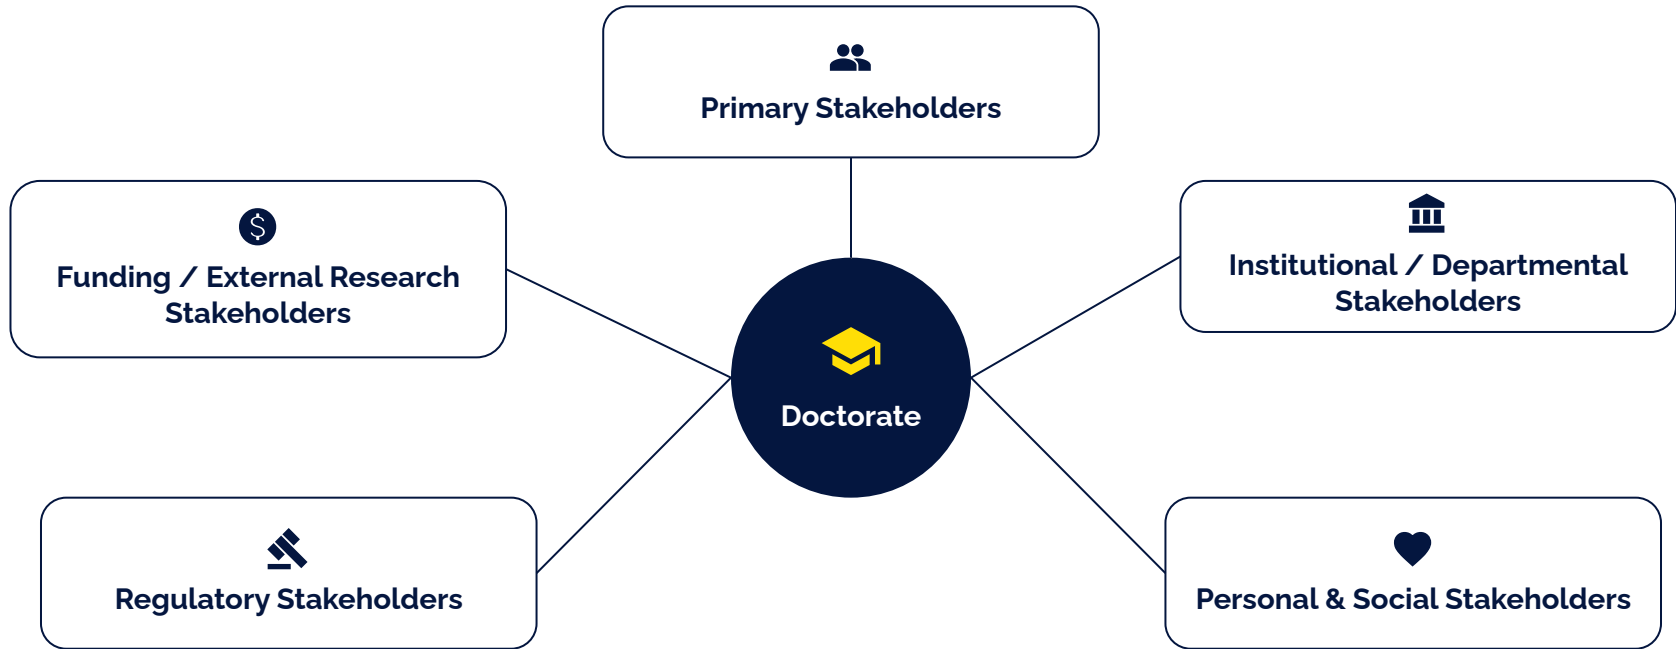 Primary Stakeholders
Funding / External Research
Stakeholders
Institutional / Departmental
Stakeholders
Doctorate
Regulatory Stakeholders
Personal & Social Stakeholders